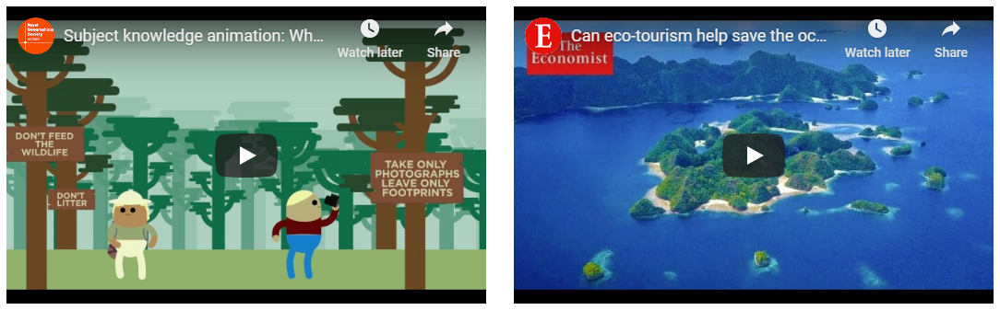 Royal
Geographical
Society
Subject knowledge animation: Wh...
Watch later
Share
DON'T FEED
THE
WILDLIFE
DON'T
LITTER
TAKE ONLY
PHOTOGRAPHS
LEAVE ONLY
FOOTPRINTS
E
Can eco-tourism help save the oc...
Watch later
Share
The
Economist